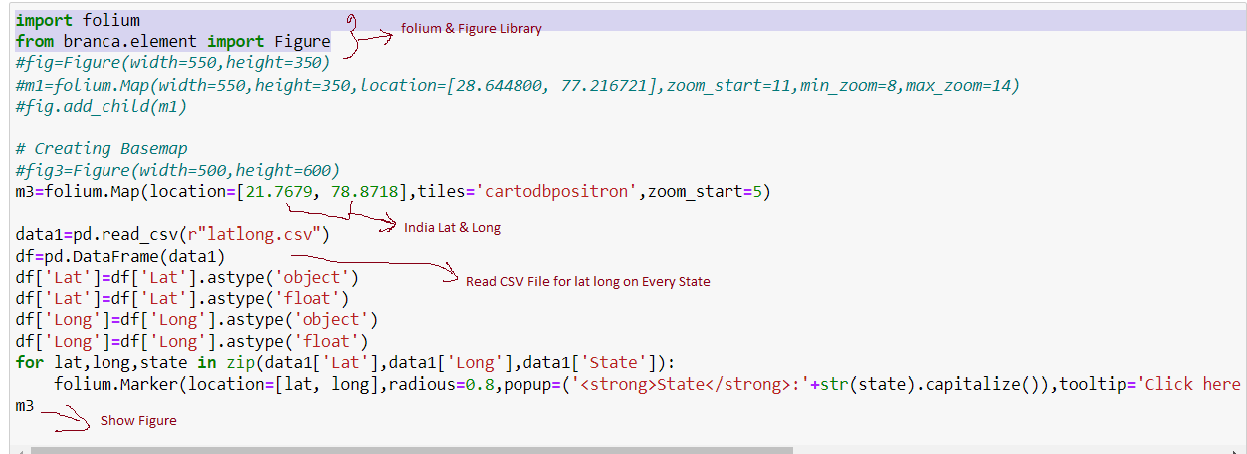 import folium
from branca.element import Figure
folium & Figure Library
#fig=Figure(width=550,height=350)
#m1=folium.Map(width=550,height=350,location=[28.644800, 77.216721],zoom_start=11,min_zoom=8,max_zoom=14)
#fig.add_child(m1)
# Creating Basemap
#fig3=Figure(width=500,height=600)
m3=folium.Map(location=[21.7679, 78.8718],tiles='cartodbpositron',zoom_start=5)
India Lat & Long
data1=pd.read_csv(r"latlong.csv")
df=pd.DataFrame(data1)
df['Lat']=df['Lat'].astype('object')
Read CSV File for lat long on Every State
df['Lat']=df['Lat'].astype('float')
df['Long']=df['Long'].astype('object')
df['Long']=df['Long'].astype('float')
for lat,long,state in zip(data1['Lat'],data1['Long'],data1['State']):
    folium.Marker(location=[lat, long],radious=0.8,popup=('<strong>State</strong>:'+str(state).capitalize()),tooltip='Click here
m3
Show Figure